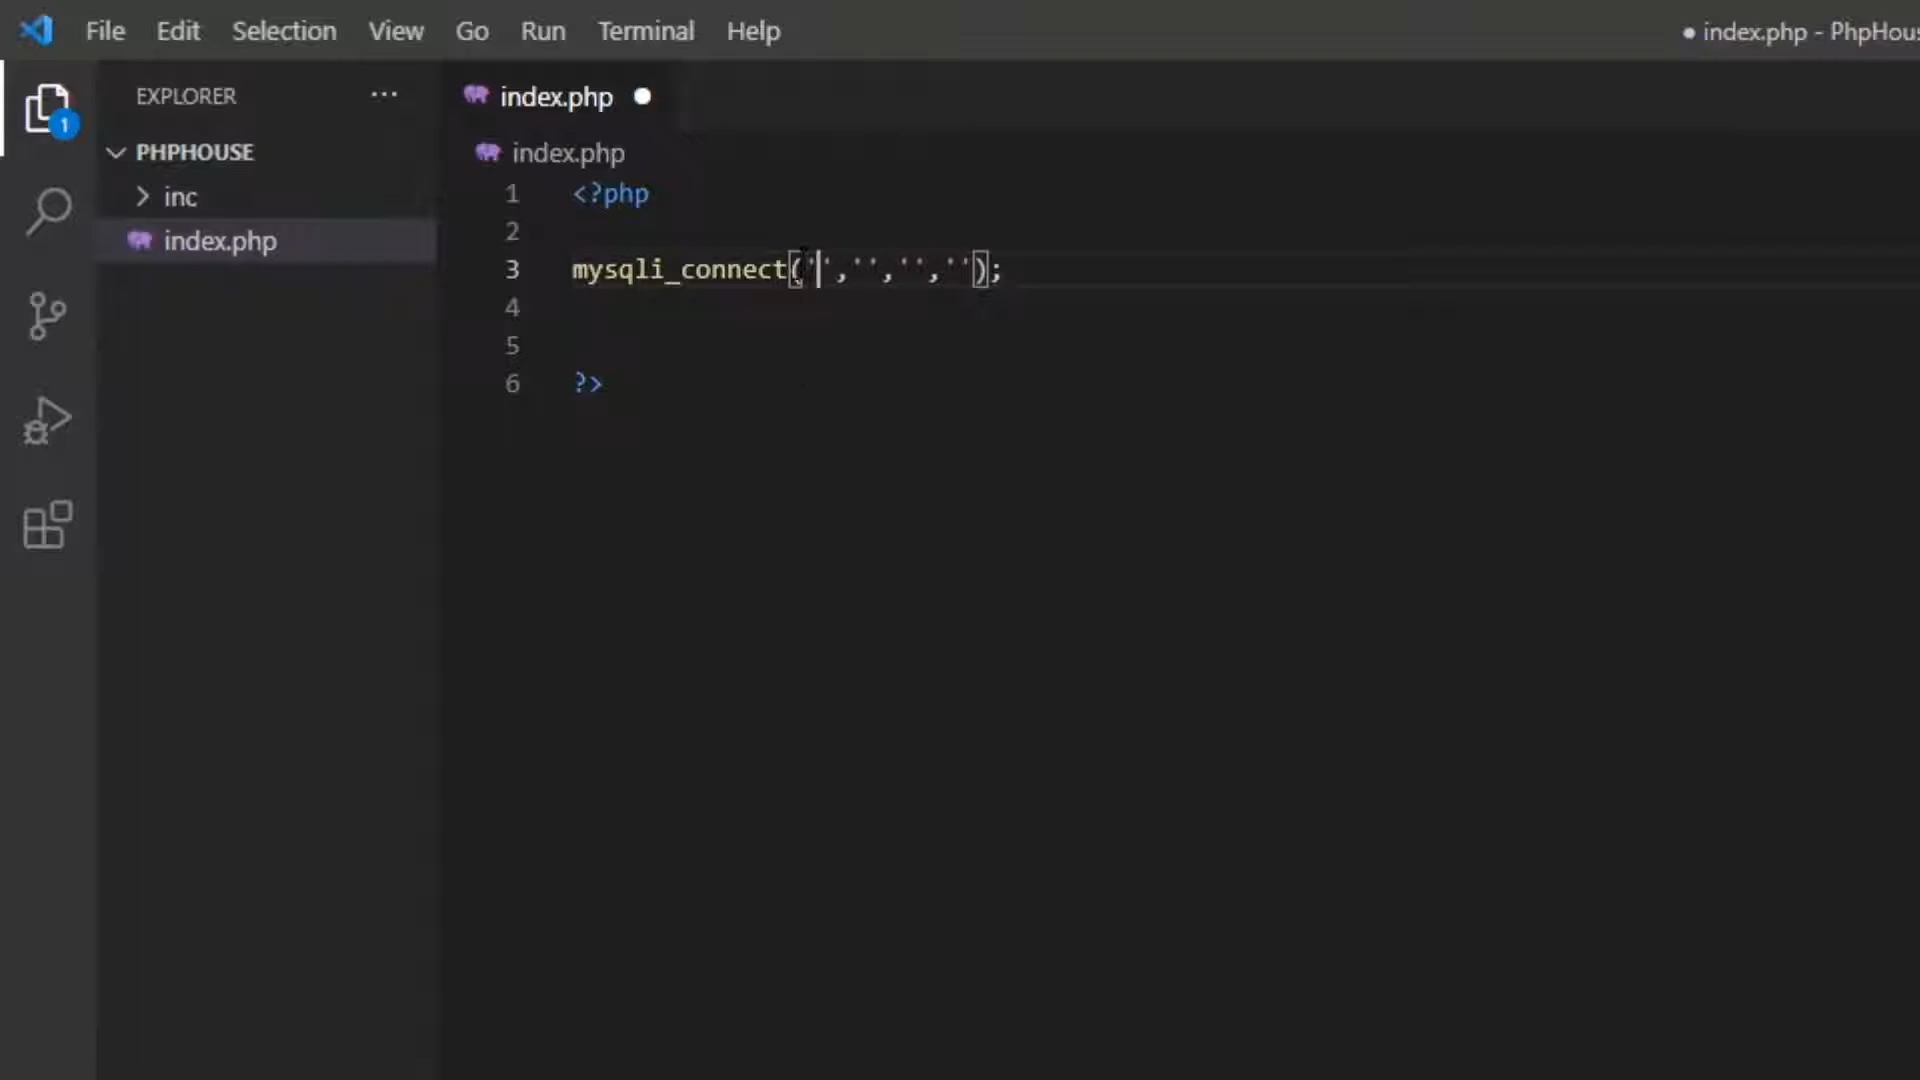 File Edit Selection View Go Run Terminal Help
● index.php - PhpHous
EXPLORER ···
1
PHPHOUSE
inc
index.php
index.php
index.php
1 <?php
2
3 mysqli_connect('','','','');
4
5
6 ?>